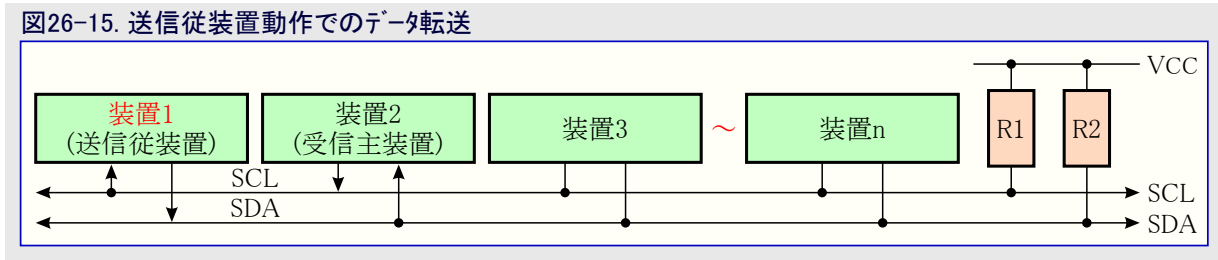 図26-15. 送信従装置動作でのﾃﾞｰﾀ転送
VCC
装置1
(送信従装置)
装置2
(受信主装置)
装置3
～
装置n
R1
R2
SCL
SCL
SDA
SDA